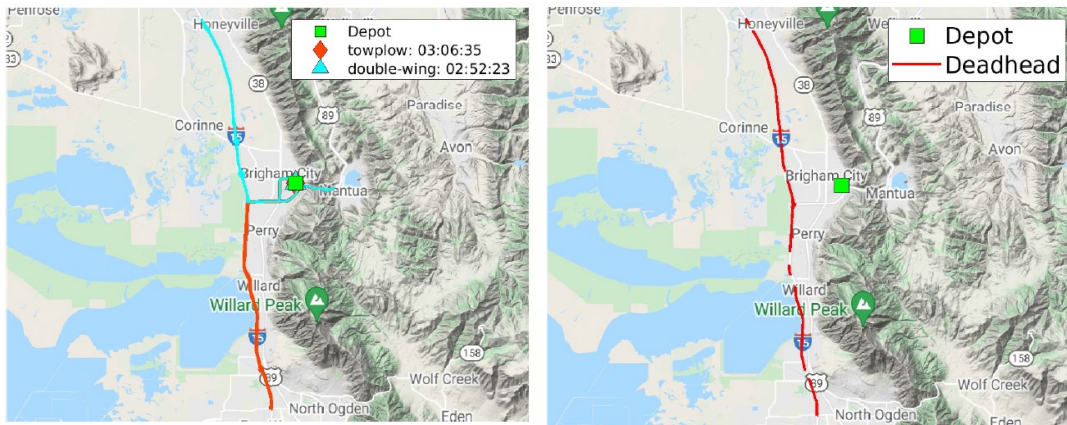 Penrose
Honeyville
83
38
89
Corinne
15
Paradise
Avon
Brigham City
Mantua
Perry
Willard
Willard Peak
15
158
89
Wolf Creek
North Ogden
Eden
Depot
towplow: 03:06:35
double-wing: 02:52:23
Penrose
Honeyville
83
38
89
Corinne
15
Paradise
Avon
Brigham City
Mantua
Perry
Willard
Willard Peak
15
158
89
Wolf Creek
North Ogden
Eden
Depot
Deadhead